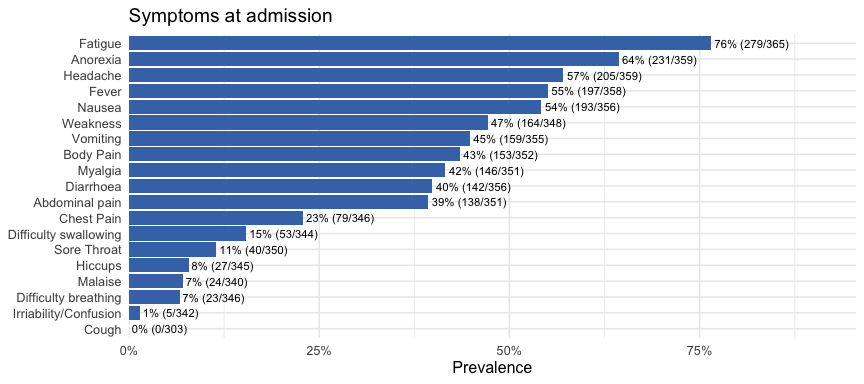 Symptoms at admission
Fatigue 76% (279/365)
Anorexia 64% (231/359)
Headache 57% (205/359)
Fever 55% (197/358)
Nausea 54% (193/356)
Weakness 47% (164/348)
Vomiting 45% (159/355)
Body Pain 43% (153/352)
Myalgia 42% (146/351)
Diarrhoea 40% (142/356)
Abdominal pain 39% (138/351)
Chest Pain 23% (79/346)
Difficulty swallowing 15% (53/344)
Sore Throat 11% (40/350)
Hiccups 8% (27/345)
Malaise 7% (24/340)
Difficulty breathing 7% (23/346)
Irriability/Confusion 1% (5/342)
Cough 0% (0/303)
0% 25% 50% 75%
Prevalence